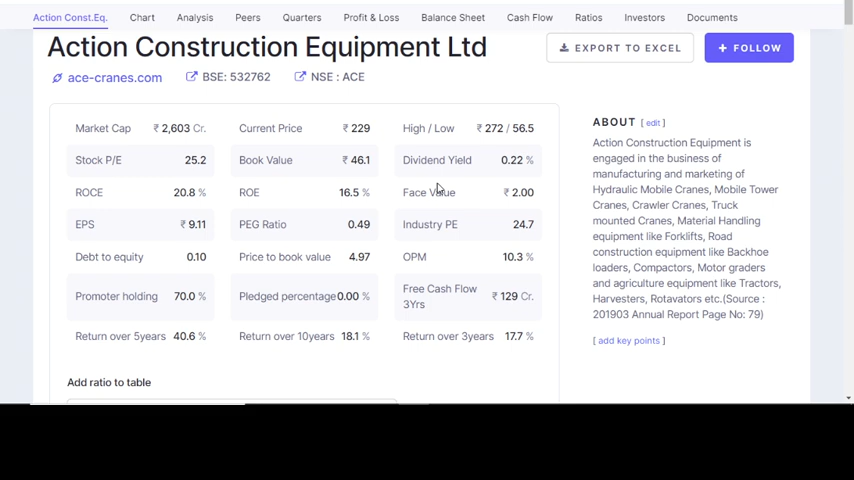 Action Const.Eq. Chart Analysis Peers Quarters Profit & Loss Balance Sheet Cash Flow Ratios Investors Documents
Action Construction Equipment Ltd
EXPORT TO EXCEL
+ FOLLOW
ace-cranes.com BSE: 532762 NSE : ACE
Market Cap ₹ 2,603 Cr. Current Price ₹ 229 High / Low ₹ 272 / 56.5
Stock P/E 25.2 Book Value ₹ 46.1 Dividend Yield 0.22 %
ROCE 20.8 % ROE 16.5 % Face Value ₹ 2.00
EPS ₹ 9.11 PEG Ratio 0.49 Industry PE 24.7
Debt to equity 0.10 Price to book value 4.97 OPM 10.3 %
Promoter holding 70.0 % Pledged percentage 0.00 % Free Cash Flow
3Yrs ₹ 129 Cr.
Return over 5years 40.6 % Return over 10years 18.1 % Return over 3years 17.7 %
Add ratio to table
ABOUT [ edit ]
Action Construction Equipment is
engaged in the business of
manufacturing and marketing of
Hydraulic Mobile Cranes, Mobile Tower
Cranes, Crawler Cranes, Truck
mounted Cranes, Material Handling
equipment like Forklifts, Road
construction equipment like Backhoe
loaders, Compactors, Motor graders
and agriculture equipment like Tractors,
Harvesters, Rotavators etc.(Source :
201903 Annual Report Page No: 79)
[ add key points ]